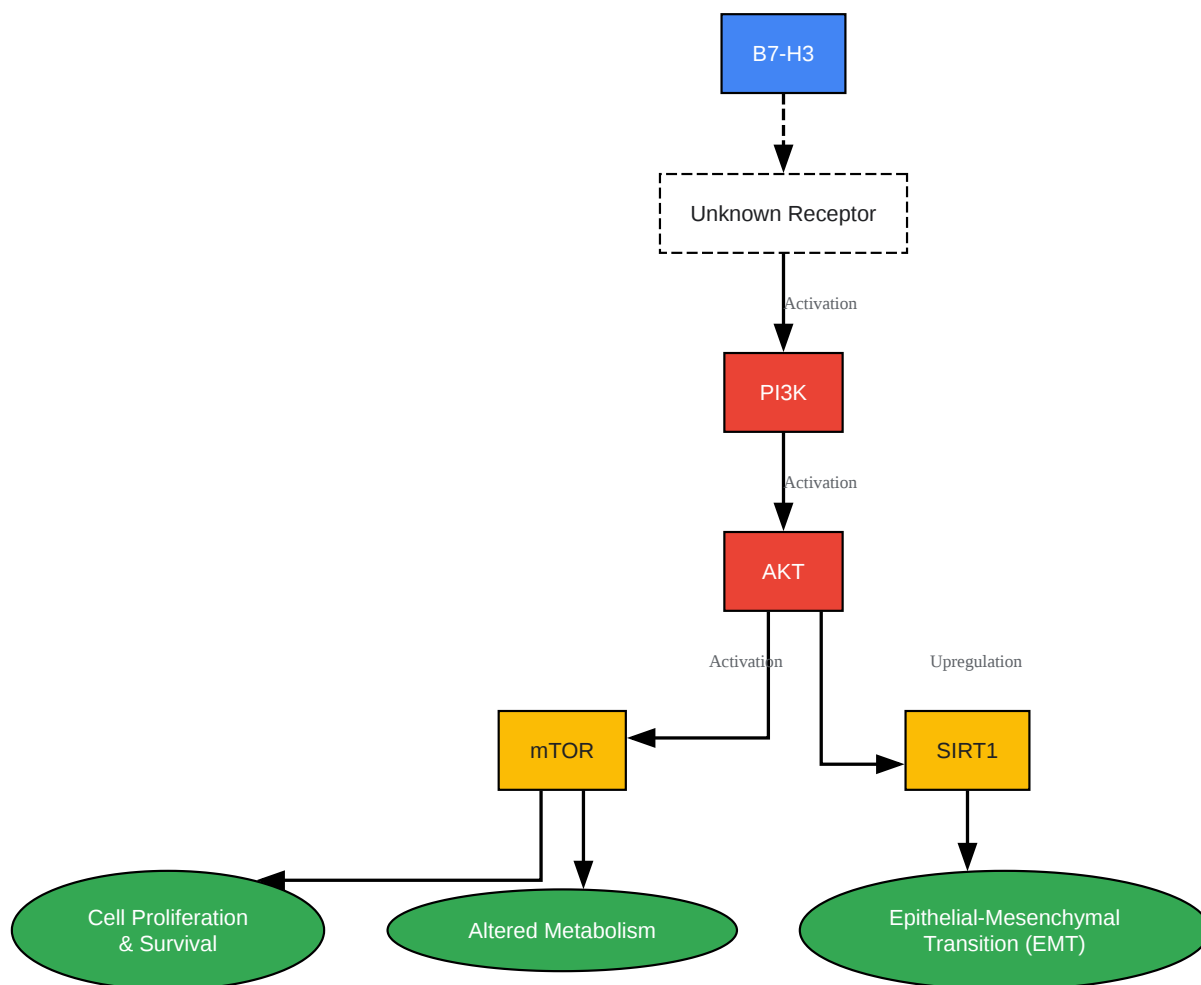 B7-H3
Unknown Receptor
Activation
PI3K
Activation
AKT
Activation
Upregulation
mTOR
SIRT1
Cell Proliferation
& Survival
Altered Metabolism
Epithelial-Mesenchymal
Transition (EMT)